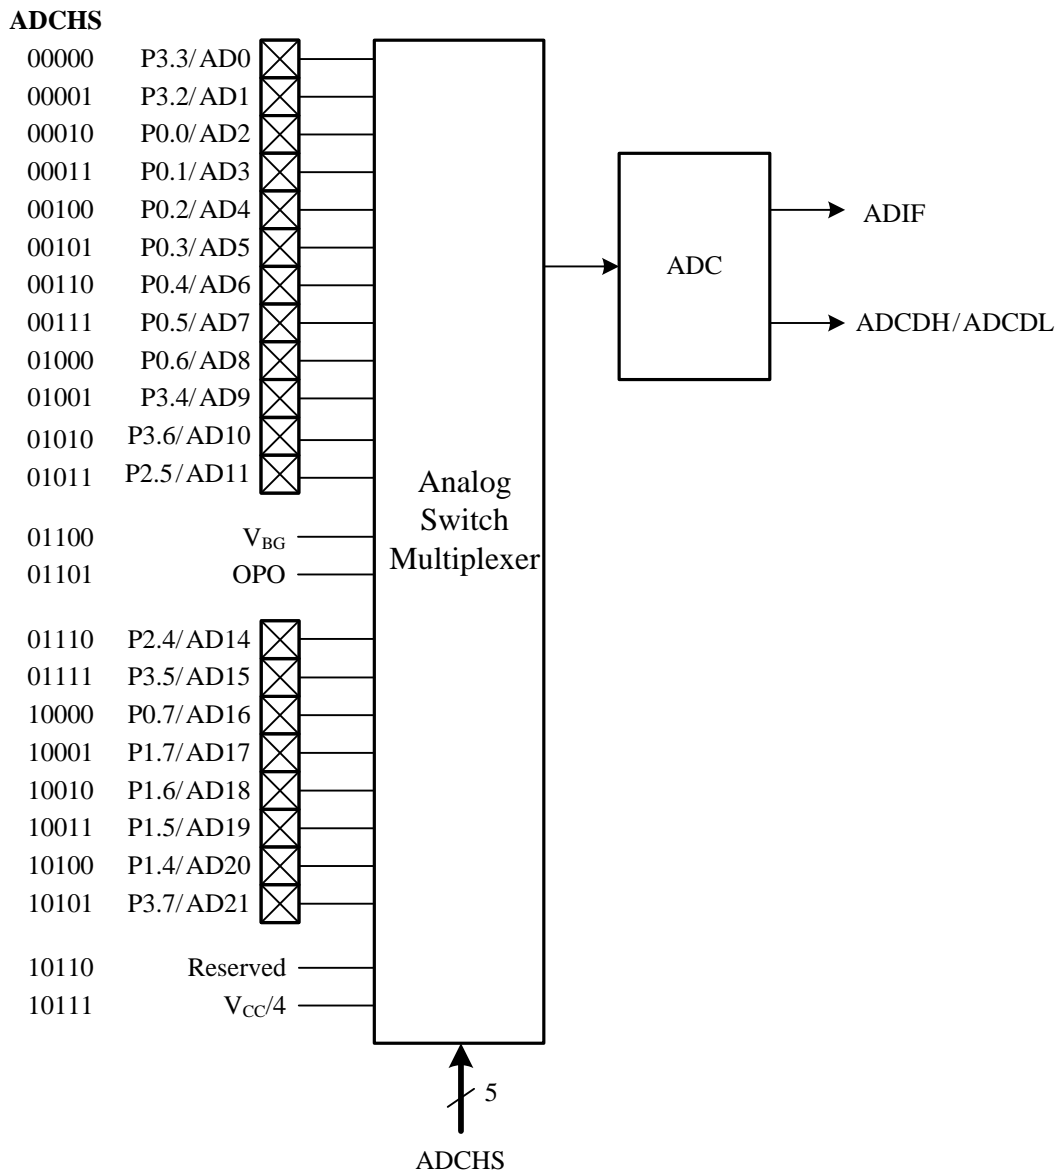 ADCHS
00000 P3.3/AD0
00001 P3.2/AD1
00010 P0.0/AD2
00011 P0.1/AD3
00100 P0.2/AD4
00101 P0.3/AD5
00110 P0.4/AD6
00111 P0.5/AD7
01000 P0.6/AD8
01001 P3.4/AD9
01010 P3.6/AD10
01011 P2.5/AD11
01100 VBG
01101 OPO
01110 P2.4/AD14
01111 P3.5/AD15
10000 P0.7/AD16
10001 P1.7/AD17
10010 P1.6/AD18
10011 P1.5/AD19
10100 P1.4/AD20
10101 P3.7/AD21
10110 Reserved
10111 VCC/4
Analog
Switch
Multiplexer
ADC
ADIF
ADCDH/ADCDL
5
ADCHS